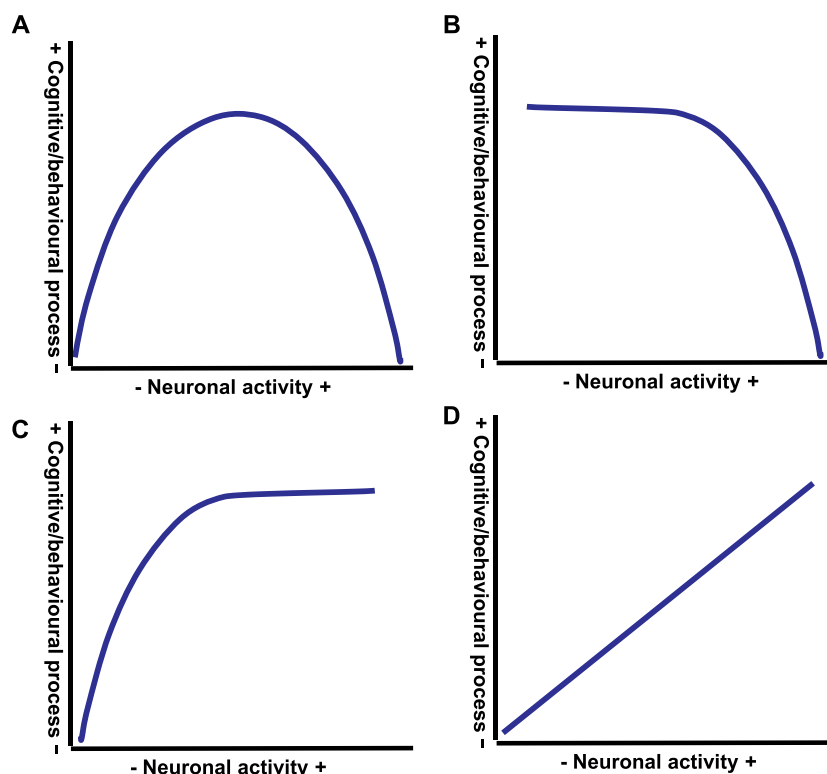 A
- Cognitive/behavioural process +
- Neuronal activity +
B
- Cognitive/behavioural process +
- Neuronal activity +
C
- Cognitive/behavioural process +
- Neuronal activity +
D
- Cognitive/behavioural process +
- Neuronal activity +